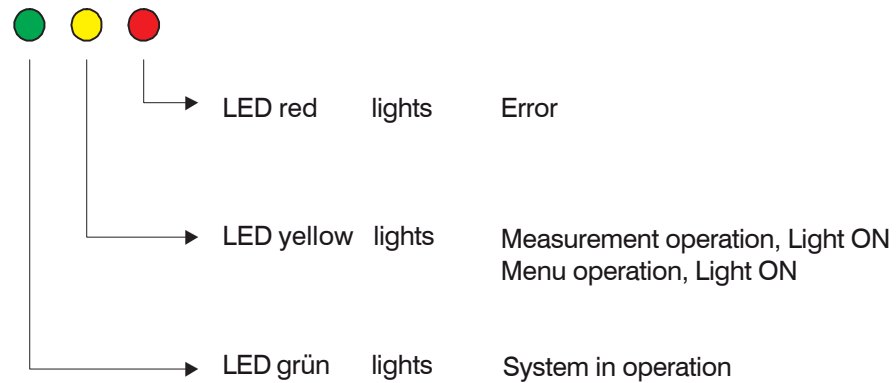 LED red lights Error
LED yellow lights Measurement operation, Light ON
Menu operation, Light ON
LED grün lights System in operation